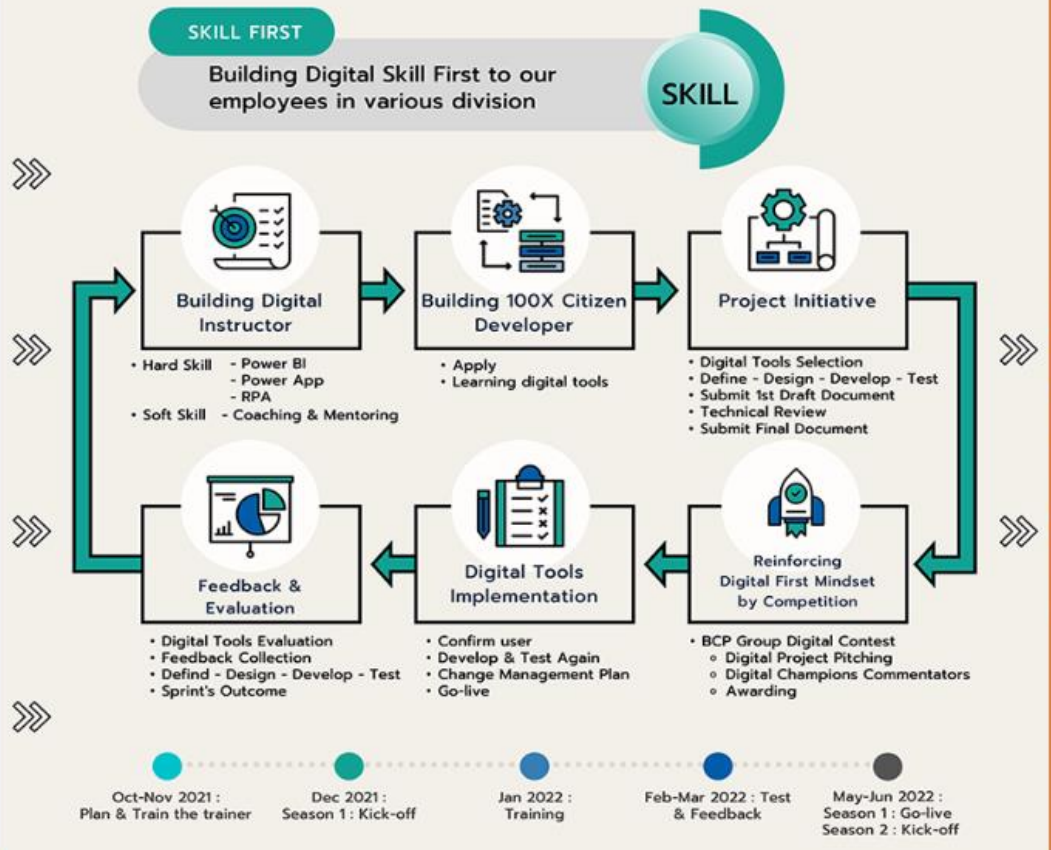 SKILL FIRST
Building Digital Skill First to our
employees in various division
SKILL
Building Digital
Instructor
• Hard Skill - Power BI
- Power App
- RPA
• Soft Skill - Coaching & Mentoring
Building 100X Citizen
Developer
• Apply
• Learning digital tools
Project Initiative
• Digital Tools Selection
• Define - Design - Develop - Test
• Submit 1st Draft Document
• Technical Review
• Submit Final Document
Reinforcing
Digital First Mindset
by Competition
• BCP Group Digital Contest
◦ Digital Project Pitching
◦ Digital Champions Commentators
◦ Awarding
Digital Tools
Implementation
• Confirm user
• Develop & Test Again
• Change Management Plan
• Go-live
Feedback &
Evaluation
• Digital Tools Evaluation
• Feedback Collection
• Defind - Design - Develop - Test
• Sprint's Outcome
Oct-Nov 2021 :
Plan & Train the trainer
Dec 2021 :
Season 1 : Kick-off
Jan 2022 :
Training
Feb-Mar 2022 : Test
& Feedback
May-Jun 2022 :
Season 1 : Go-live
Season 2 : Kick-off